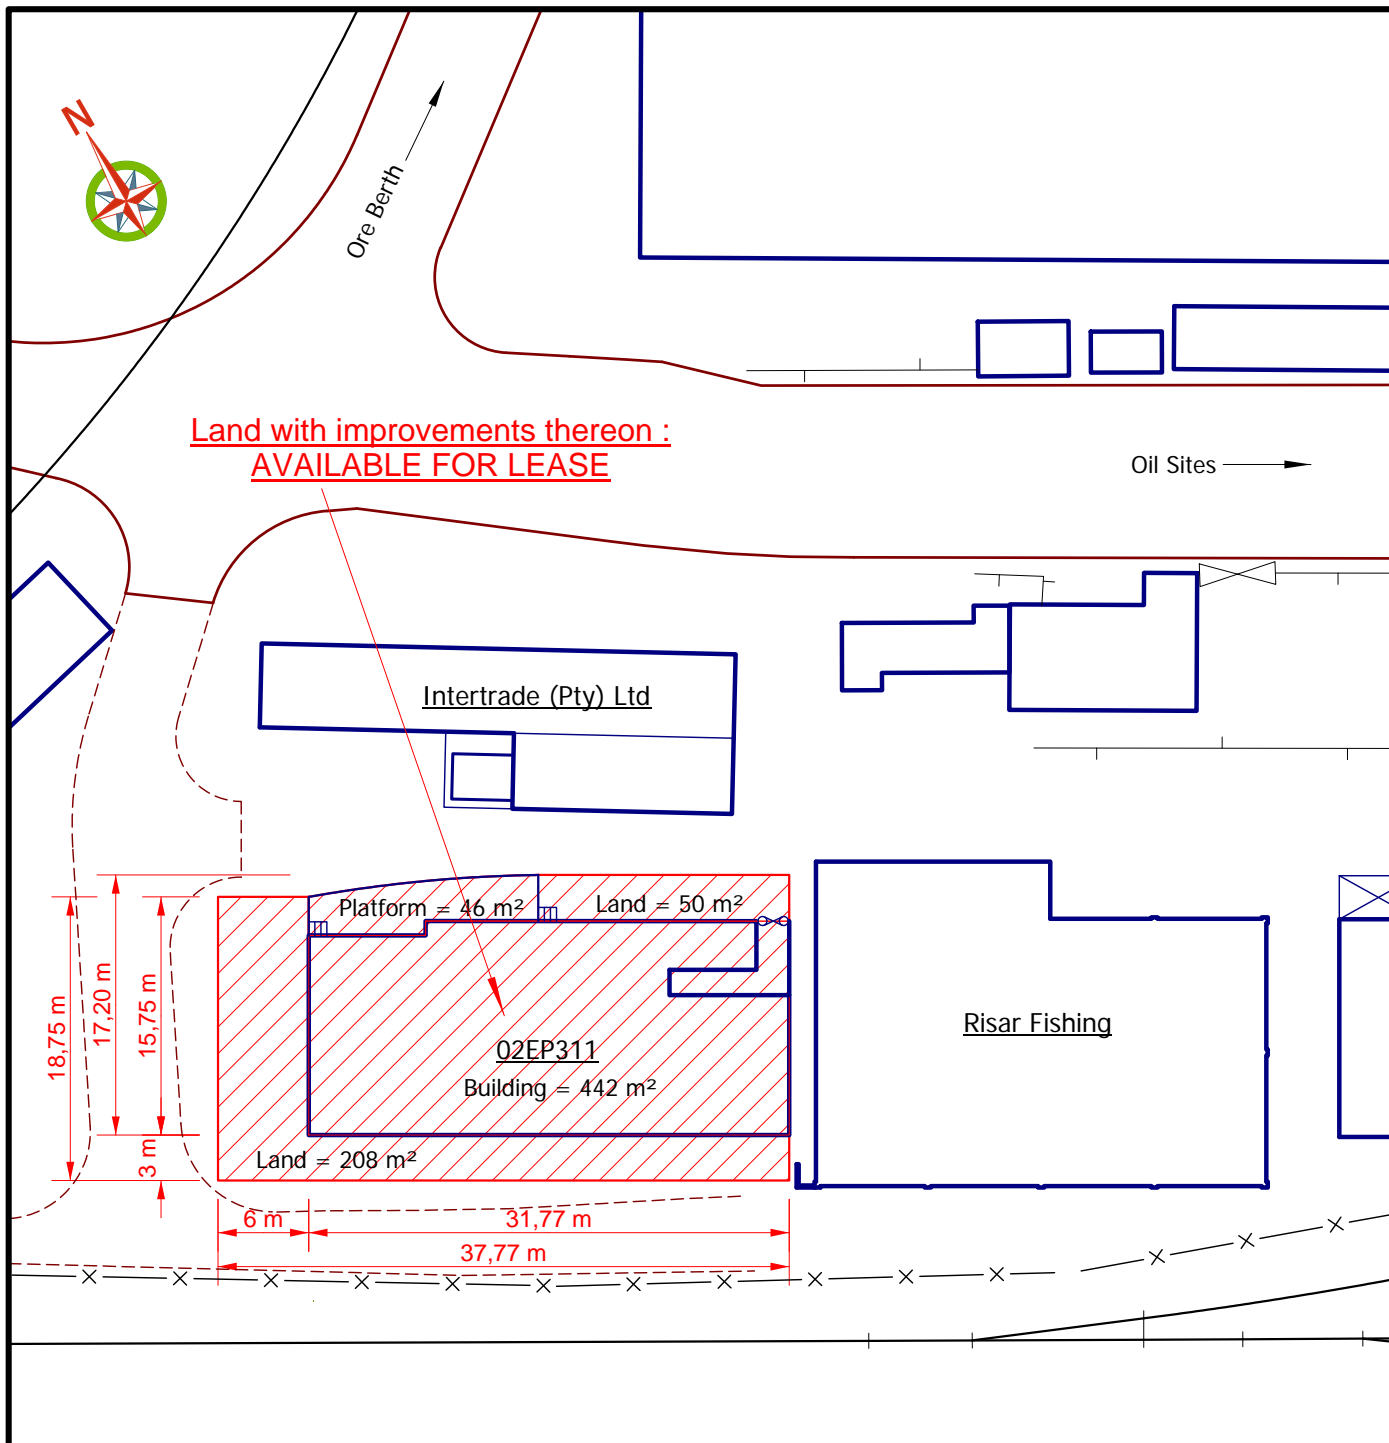 N
Ore Berth
Land with improvements thereon :
AVAILABLE FOR LEASE
Oil Sites
Intertrade (Pty) Ltd
Platform = 46 m²
Land = 50 m²
18,75 m
17,20 m
15,75 m
3 m
02EP311
Building = 442 m²
Risar Fishing
Land = 208 m²
6 m
31,77 m
37,77 m